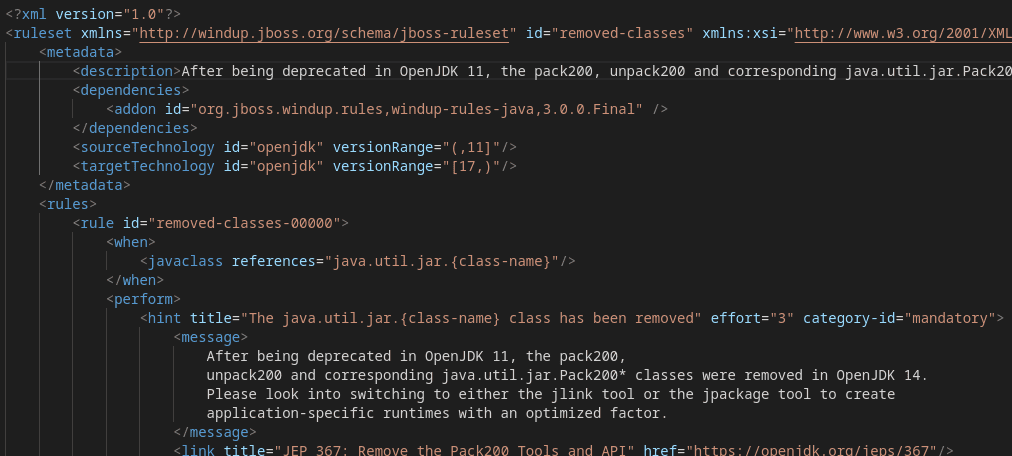 <?xml version="1.0"?>
<ruleset xmlns="http://windup.jboss.org/schema/jboss-ruleset" id="removed-classes" xmlns:xsi="http://www.w3.org/2001/XML
<metadata>
<description>After being deprecated in OpenJDK 11, the pack200, unpack200 and corresponding java.util.jar.Pack20
<dependencies>
<addon id="org.jboss.windup.rules,windup-rules-java,3.0.0.Final" />
</dependencies>
<sourceTechnology id="openjdk" versionRange="(,11]"/>
<targetTechnology id="openjdk" versionRange="[17,)"/>
</metadata>
<rules>
<rule id="removed-classes-00000">
<when>
<javaclass references="java.util.jar.{class-name}"/>
</when>
<perform>
<hint title="The java.util.jar.{class-name} class has been removed" effort="3" category-id="mandatory">
<message>
After being deprecated in OpenJDK 11, the pack200,
unpack200 and corresponding java.util.jar.Pack200* classes were removed in OpenJDK 14.
Please look into switching to either the jlink tool or the jpackage tool to create
application-specific runtimes with an optimized factor.
</message>
<link title="JEP 367: Remove the Pack200 Tools and API" href="https://openjdk.org/jeps/367"/>